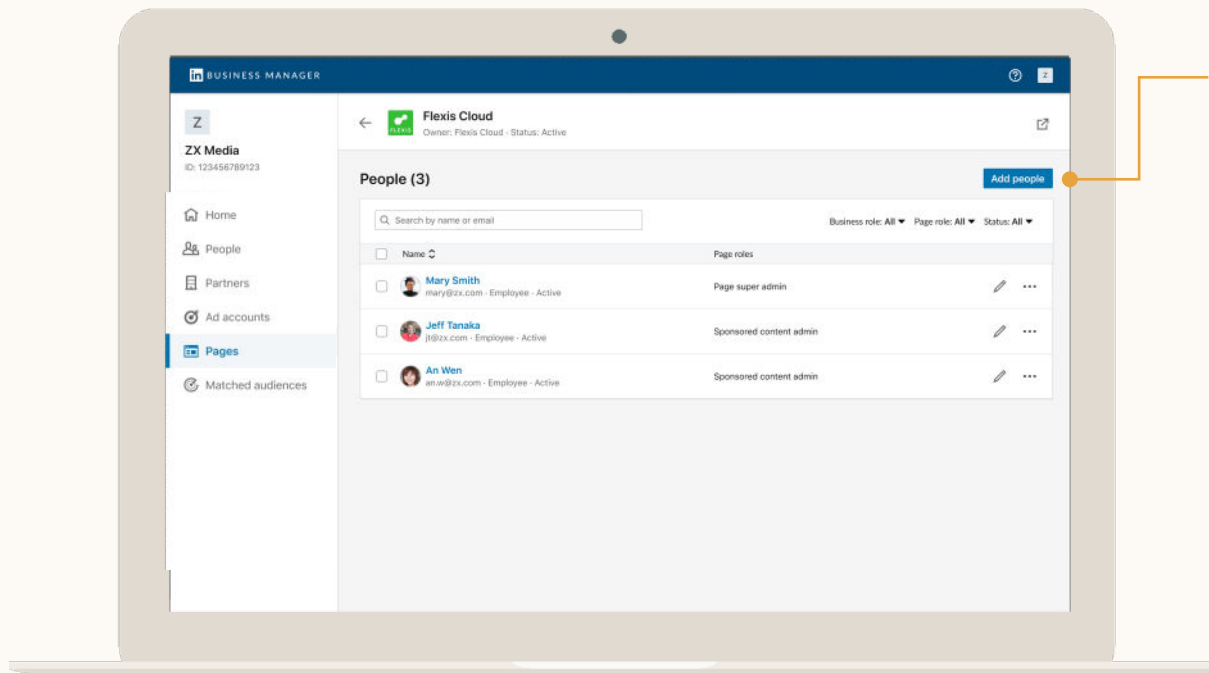 in BUSINESS MANAGER
Z
Z
ZX Media
ID: 123456789123
Home
People
Partners
Ad accounts
Pages
Matched audiences
FLEXIS
Flexis Cloud
Owner: Flexis Cloud · Status: Active
People (3)
Add people
Search by name or email
Business role: All Page role: All Status: All
Name Page roles
Mary Smith
mary@zx.com · Employee · Active
Page super admin
Jeff Tanaka
jt@zx.com · Employee · Active
Sponsored content admin
An Wen
an.w@zx.com · Employee · Active
Sponsored content admin